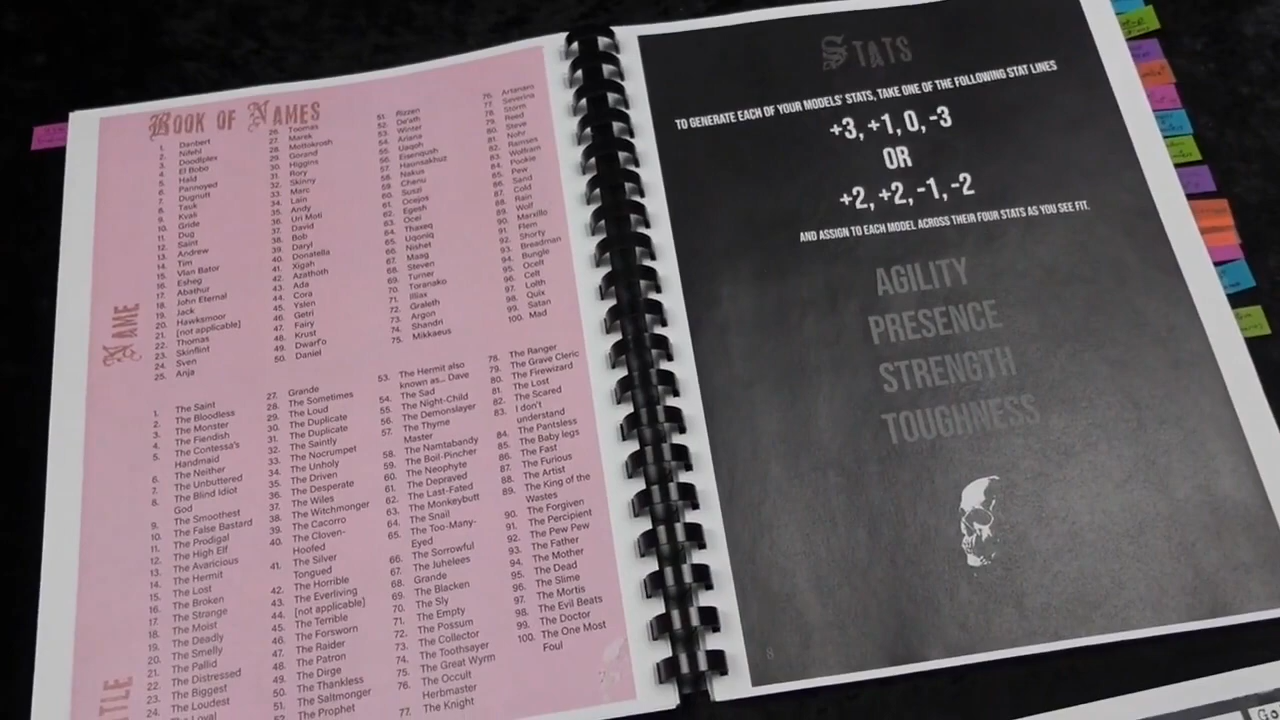 BOOK OF NAMES
NAME
1. Danbert
2. Nifehl
3. Doodlplex
4. El Bobo
5. Hald
6. Pannoyed
7. Dugnutt
8. Tauk
9. Kvali
10. Gride
11. Dug
12. Saint
13. Andrew
14. Tim
15. Vlan Bator
16. Esheg
17. Abathur
18. John Eternal
19. Jack
20. Hawksmoor
21. [not applicable]
22. Thomas
23. Skinflint
24. Sven
25. Anja
26. Toomas
27. Marek
28. Mottokrosh
29. Gorand
30. Higgins
31. Rory
32. Skinny
33. Marc
34. Lain
35. Andy
36. Uri Moti
37. David
38. Bob
39. Daryl
40. Donatella
41. Xigah
42. Azathoth
43. Ada
44. Cora
45. Yslen
46. Getri
47. Fairy
48. Krust
49. Dwarf'o
50. Daniel
51. Rizzen
52. De'ath
53. Winter
54. Ariana
55. Uaqoh
56. Eisengush
57. Haunsakhuz
58. Nakus
59. Chenu
60. Suszi
61. Ocejos
62. Egesh
63. Ocei
64. Thaxeq
65. Uqoniq
66. Nishet
67. Maag
68. Steven
69. Turner
70. Toranako
71. Illiax
72. Graleth
73. Argon
74. Shandri
75. Mikkaeus
76. Artanaro
77. Severina
78. Storm
79. Reed
80. Steve
81. Nohr
82. Ramses
83. Wolfram
84. Pookie
85. Pew
86. Sand
87. Cold
88. Rain
89. Wolf
90. Marxillo
91. Flem
92. Shorty
93. Breadman
94. Bungle
95. Ocelt
96. Celt
97. Lolth
98. Quix
99. Satan
100. Mad
1. The Saint
2. The Bloodless
3. The Monster
4. The Fiendish
5. The Contessa's
Handmaid
6. The Neither
7. The Unbuttered
8. The Blind Idiot
God
9. The Smoothest
10. The False Bastard
11. The Prodigal
12. The High Elf
13. The Avaricious
14. The Hermit
15. The Lost
16. The Broken
17. The Strange
18. The Moist
19. The Deadly
20. The Smelly
21. The Pallid
22. The Distressed
23. The Biggest
24. The Loudest
The Loyal
27. Grande
28. The Sometimes
29. The Loud
30. The Duplicate
31. The Duplicate
32. The Saintly
33. The Nocrumpet
34. The Unholy
35. The Driven
36. The Desperate
37. The Wiles
38. The Witchmonger
39. The Cacorro
40. The Cloven-
Hoofed
41. The Silver
Tongued
42. The Horrible
43. The Everliving
44. [not applicable]
45. The Terrible
46. The Forsworn
47. The Raider
48. The Patron
49. The Dirge
50. The Thankless
51. The Saltmonger
52. The Prophet
53. The Hermit also
known as... Dave
54. The Sad
55. The Night-Child
56. The Demonslayer
57. The Thyme
Master
58. The Namtabandy
59. The Boil-Pincher
60. The Neophyte
61. The Depraved
62. The Last-Fated
63. The Monkeybutt
64. The Snail
65. The Too-Many-
Eyed
66. The Sorrowful
67. The Juhelees
68. Grande
69. The Blacken
70. The Sly
71. The Empty
72. The Possum
73. The Collector
74. The Toothsayer
75. The Great Wyrm
76. The Occult
Herbmaster
77. The Knight
78. The Ranger
79. The Grave Cleric
80. The Firewizard
81. The Lost
82. The Scared
83. I don't
understand
84. The Pantsless
85. The Baby legs
86. The Fast
87. The Furious
88. The Artist
89. The King of the
Wastes
90. The Forgiven
91. The Percipient
92. The Pew Pew
93. The Father
94. The Mother
95. The Dead
96. The Slime
97. The Mortis
98. The Evil Beats
99. The Doctor
100. The One Most
Foul
STATS
TO GENERATE EACH OF YOUR MODELS' STATS, TAKE ONE OF THE FOLLOWING STAT LINES
+3, +1, 0, -3
OR
+2, +2, -1, -2
AND ASSIGN TO EACH MODEL ACROSS THEIR FOUR STATS AS YOU SEE FIT.
AGILITY
PRESENCE
STRENGTH
TOUGHNESS
8